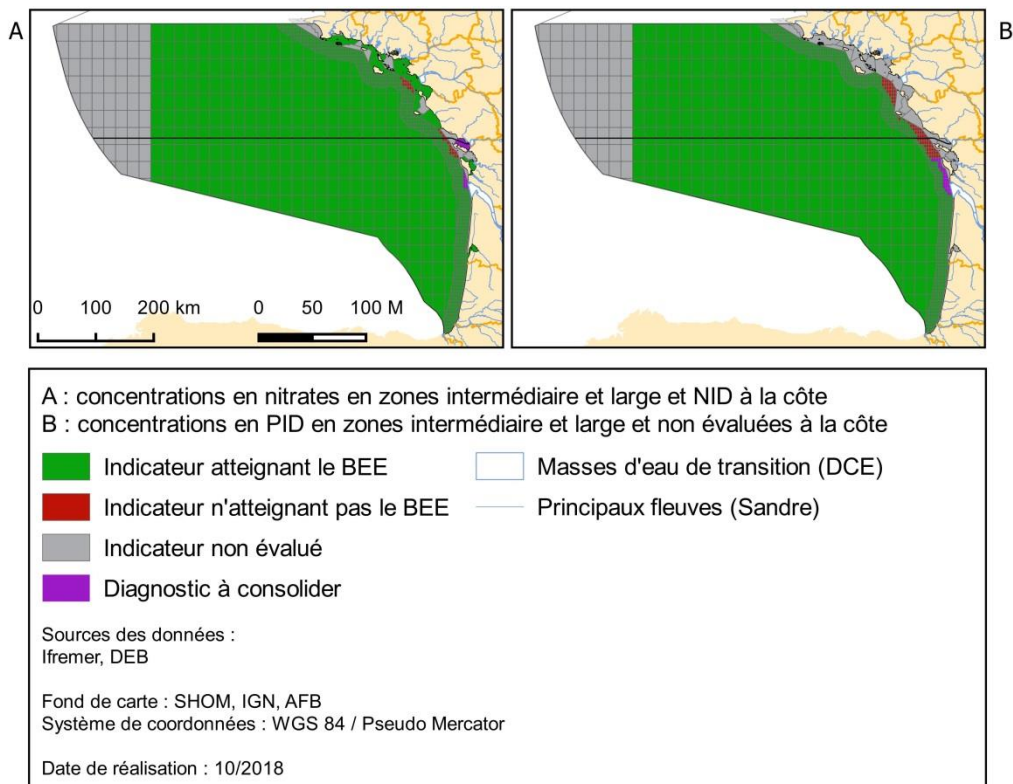 A
B
0 100 200 km
0 50 100 M
A : concentrations en nitrates en zones intermédiaire et large et NID à la côte
B : concentrations en PID en zones intermédiaire et large et non évaluées à la côte
Indicateur atteignant le BEE
Masses d'eau de transition (DCE)
Indicateur n'atteignant pas le BEE
Principaux fleuves (Sandre)
Indicateur non évalué
Diagnostic à consolider
Sources des données :
Ifremer, DEB
Fond de carte : SHOM, IGN, AFB
Système de coordonnées : WGS 84 / Pseudo Mercator
Date de réalisation : 10/2018